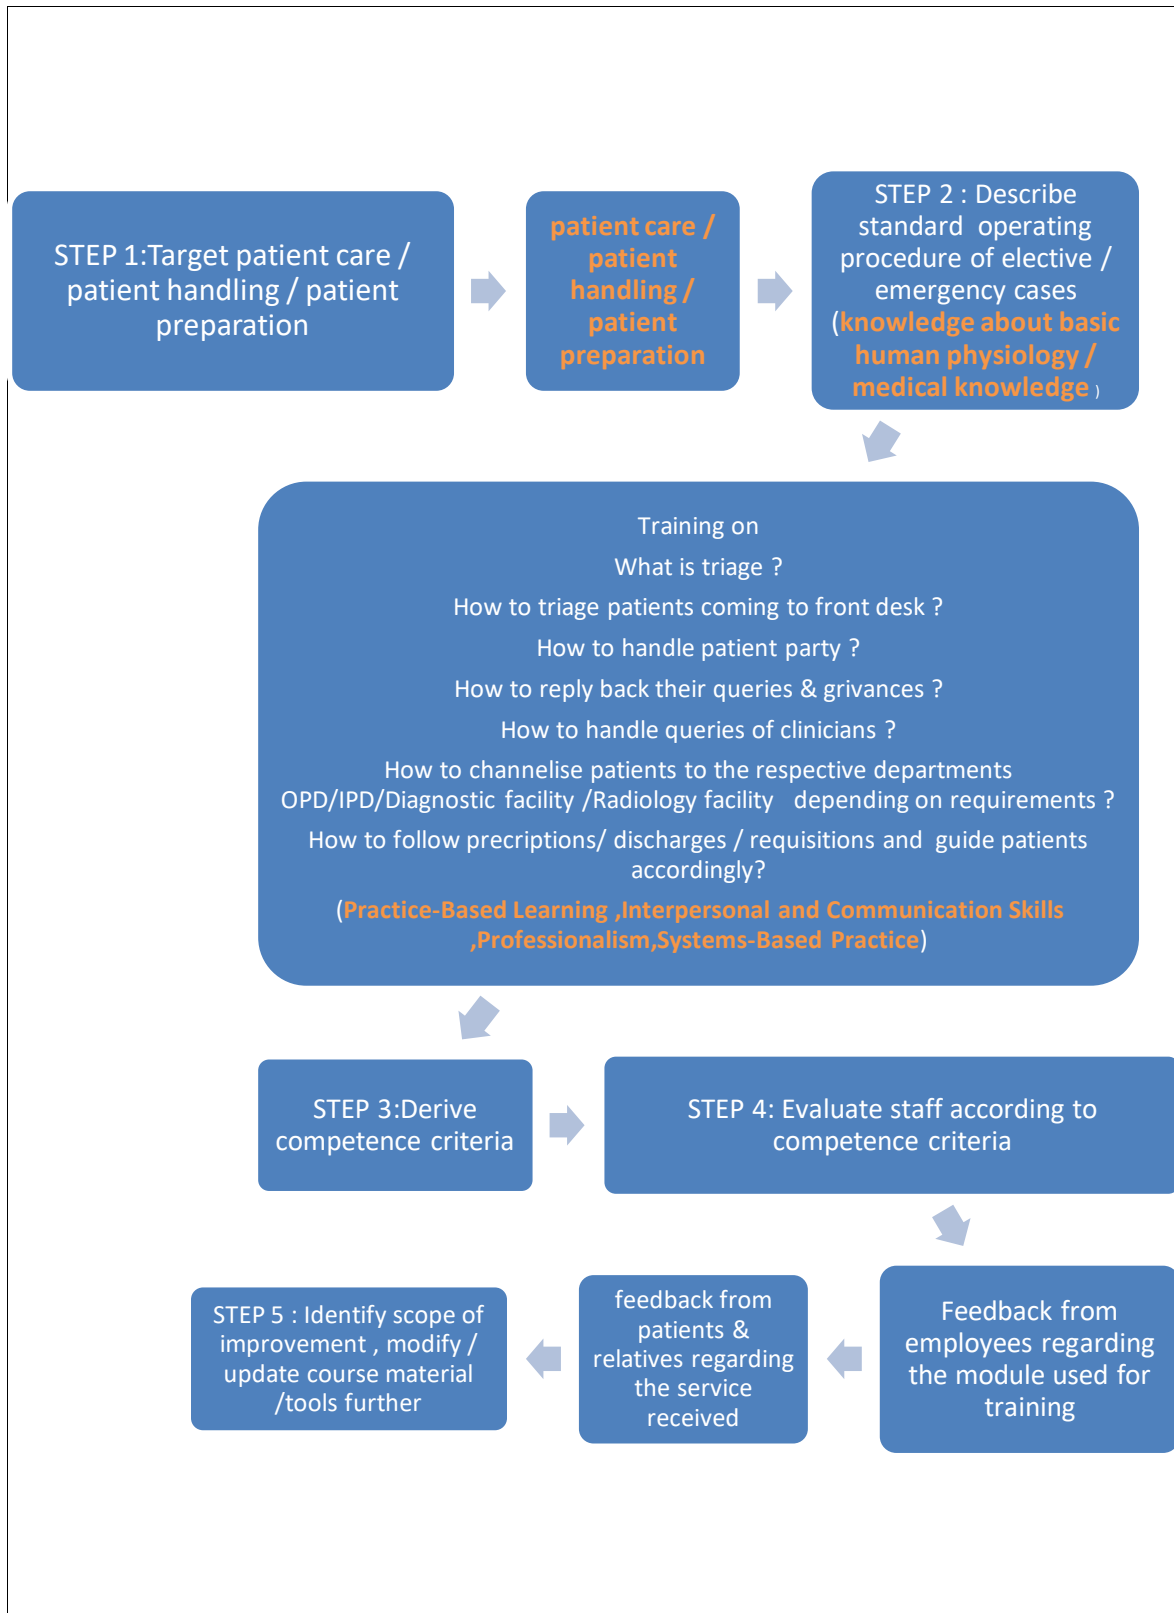 STEP 1:Target patient care /
patient handling / patient
preparation
patient care /
patient
handling /
patient
preparation
STEP 2 : Describe
standard operating
procedure of elective /
emergency cases
(knowledge about basic
human physiology /
medical knowledge )
Training on
What is triage ?
How to triage patients coming to front desk ?
How to handle patient party ?
How to reply back their queries & grivances ?
How to handle queries of clinicians ?
How to channelise patients to the respective departments
OPD/IPD/Diagnostic facility /Radiology facility depending on requirements ?
How to follow precriptions/ discharges / requisitions and guide patients
accordingly?
(Practice-Based Learning ,Interpersonal and Communication Skills
,Professionalism,Systems-Based Practice)
STEP 3:Derive
competence criteria
STEP 4: Evaluate staff according to
competence criteria
Feedback from
employees regarding
the module used for
training
feedback from
patients &
relatives regarding
the service
received
STEP 5 : Identify scope of
improvement , modify /
update course material
/tools further